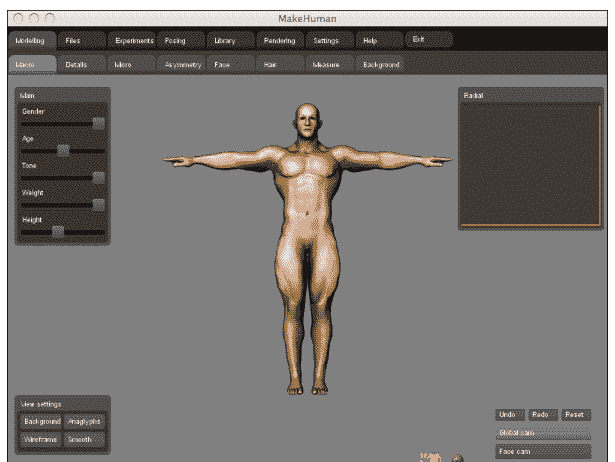 MakeHuman
Modelling Files Experiments Posing Library Rendering Settings Help Exit
Macro Details Micro Asymmetry Face Hair Measure Background
Main
Gender
Age
Tone
Weight
Height
Radial
View settings
Background Anaglyphs
Wireframe Smooth
Undo Redo Reset
Global cam
Face cam